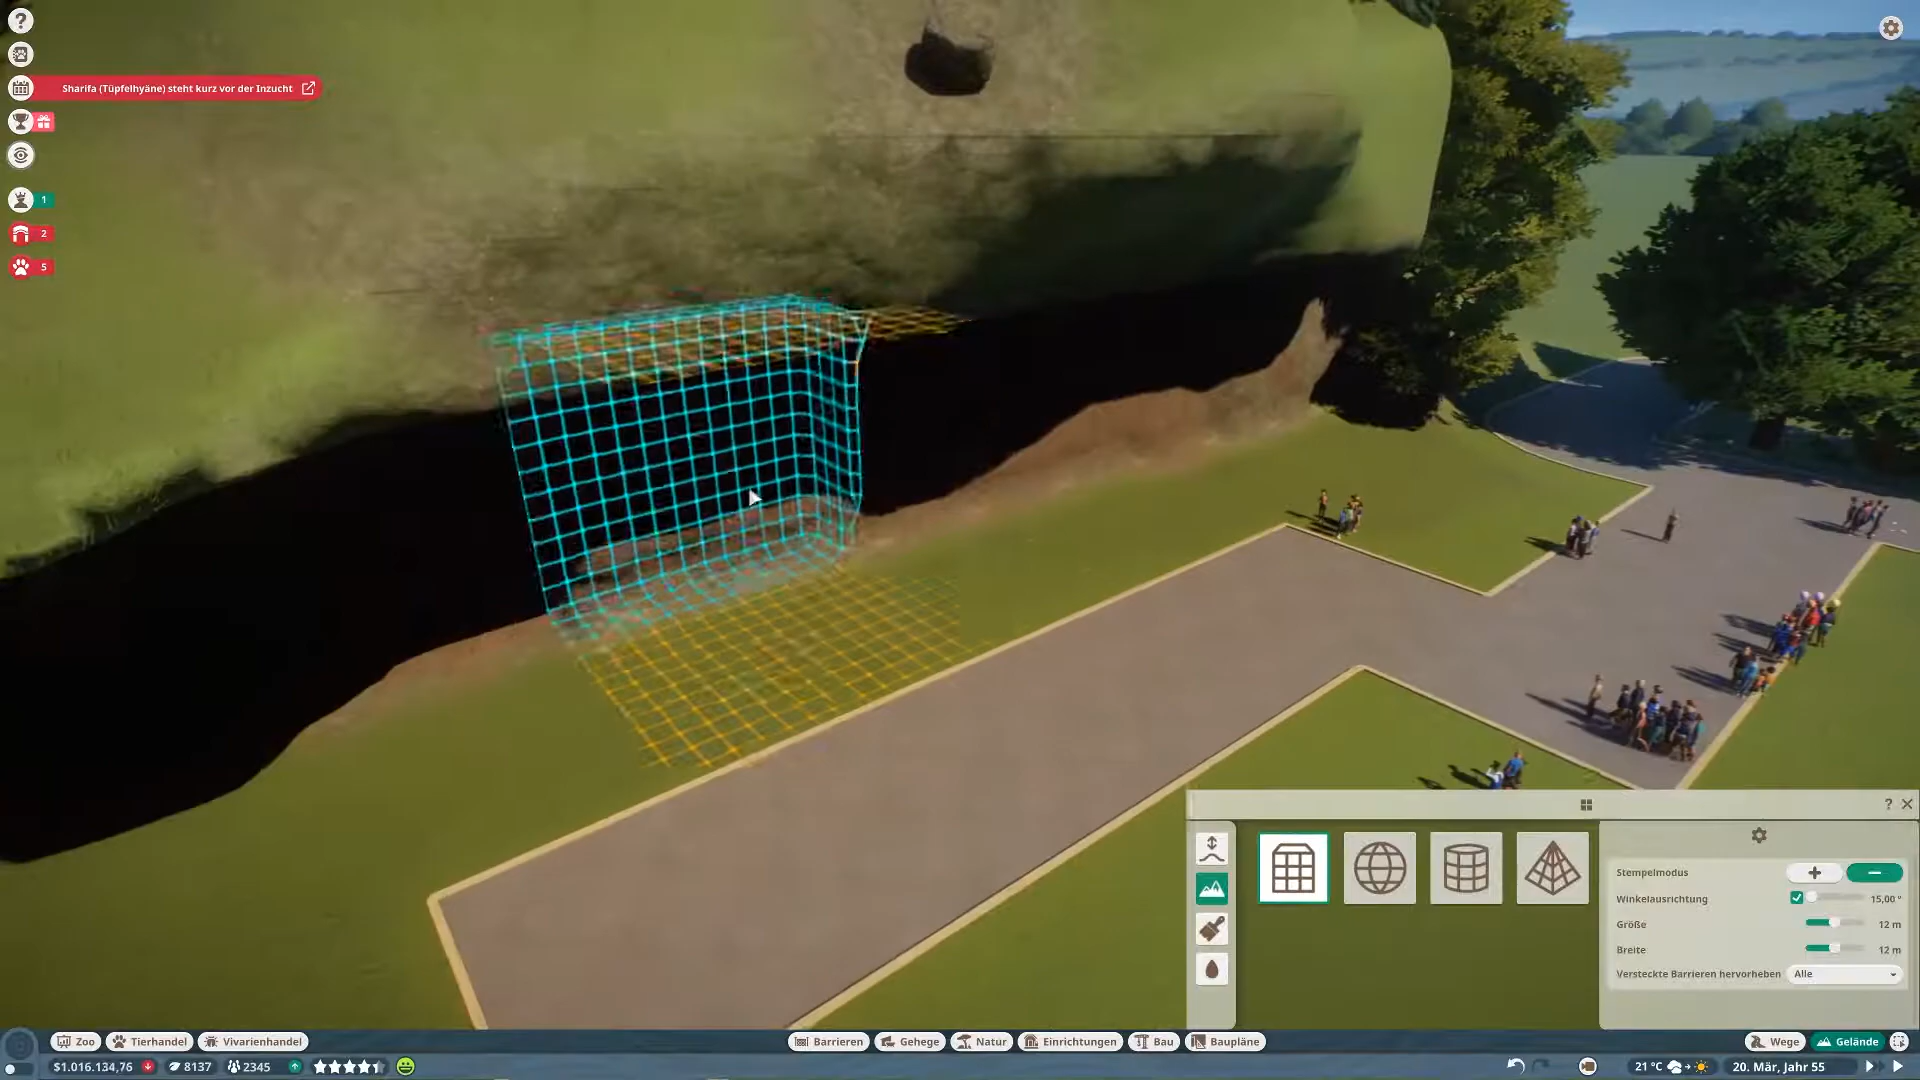 ?
Sharifa (Tüpfelhyäne) steht kurz vor der Inzucht
1
2
5
? ×
Stempelmodus + −
Winkelausrichtung 15,00 °
Größe 12 m
Breite 12 m
Versteckte Barrieren hervorheben Alle
Zoo Tierhandel Vivarienhandel Barrieren Gehege Natur Einrichtungen Bau Baupläne Wege Gelände
$1.016.134,76 8137 2345 21 °C 20. Mär, Jahr 55